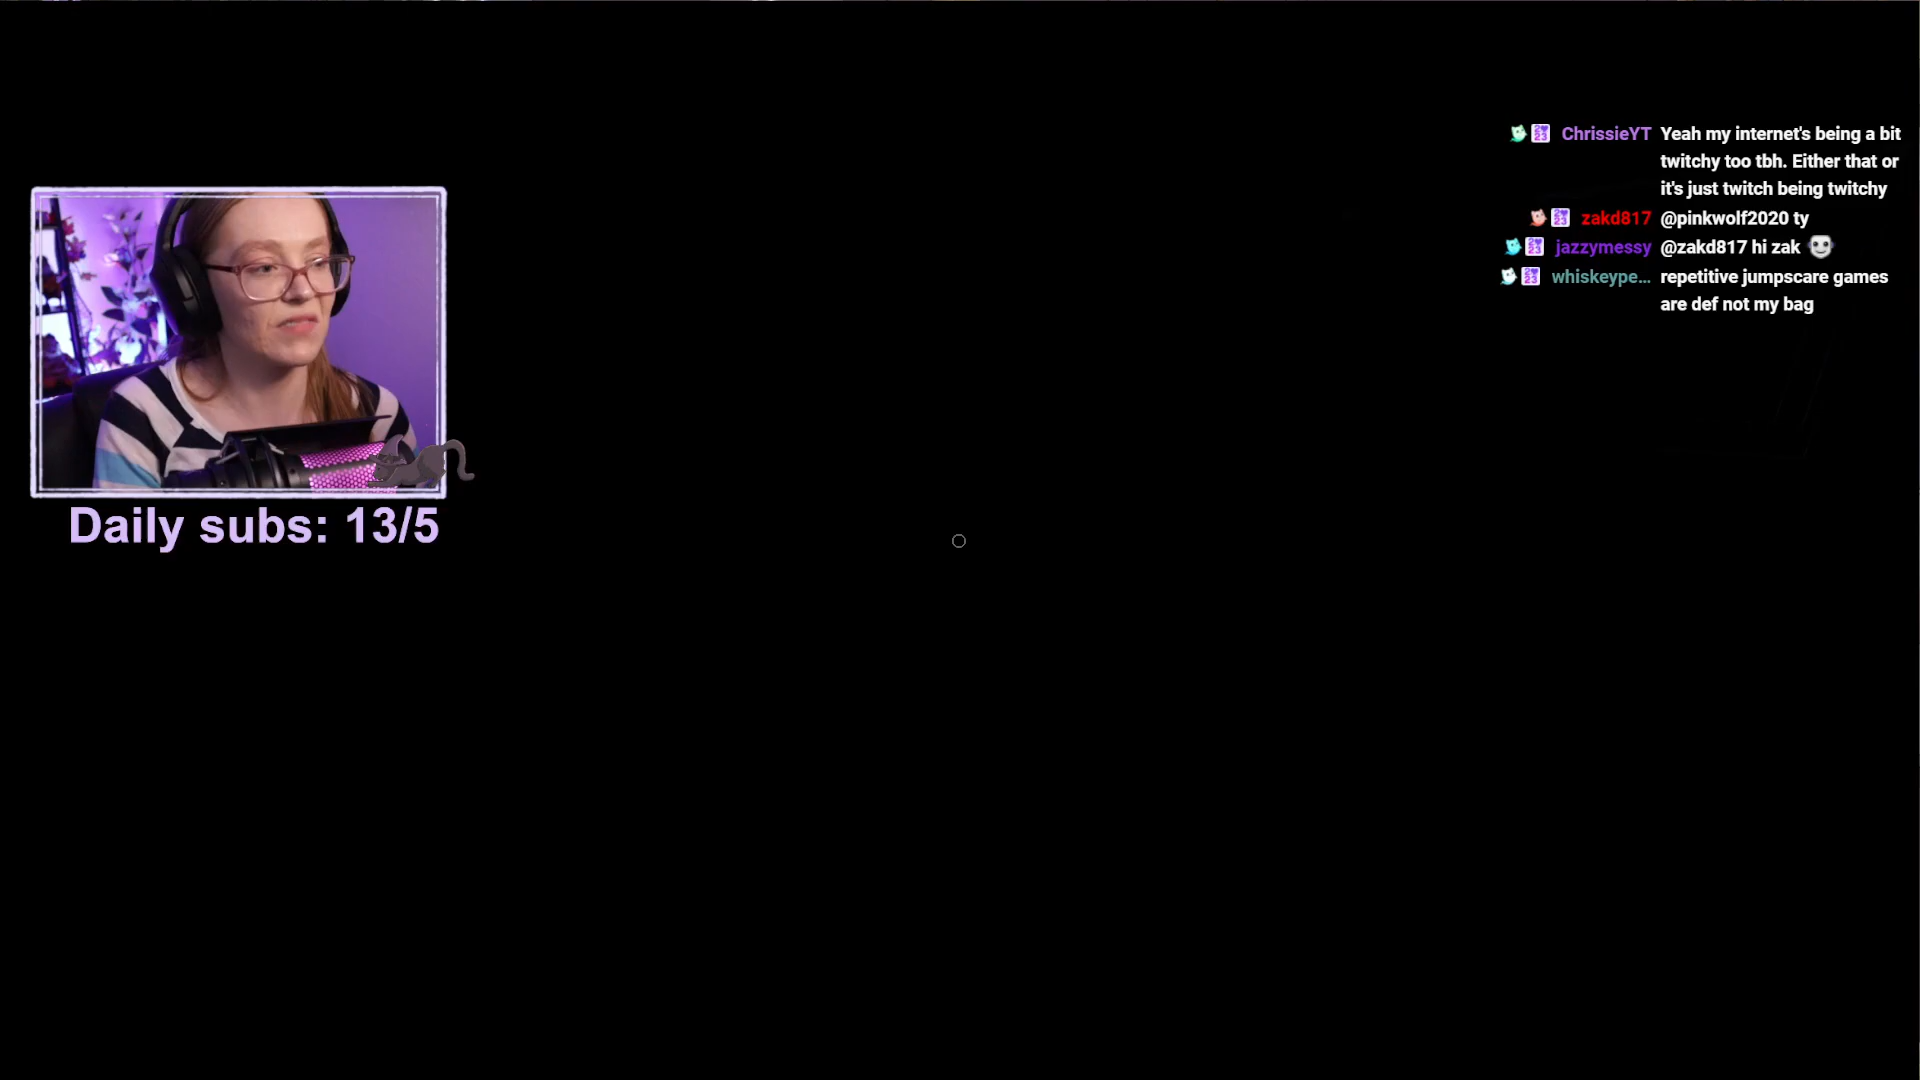 ChrissieYT Yeah my internet's being a bit
twitchy too tbh. Either that or
it's just twitch being twitchy
zakd817 @pinkwolf2020 ty
jazzymessy @zakd817 hi zak
whiskeype... repetitive jumpscare games
are def not my bag
Daily subs: 13/5